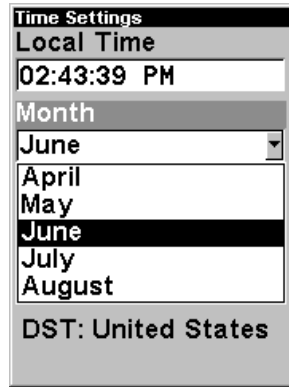 Time Settings
Local Time
02:43:39 PM
Month
June
April
May
June
July
August
DST: United States